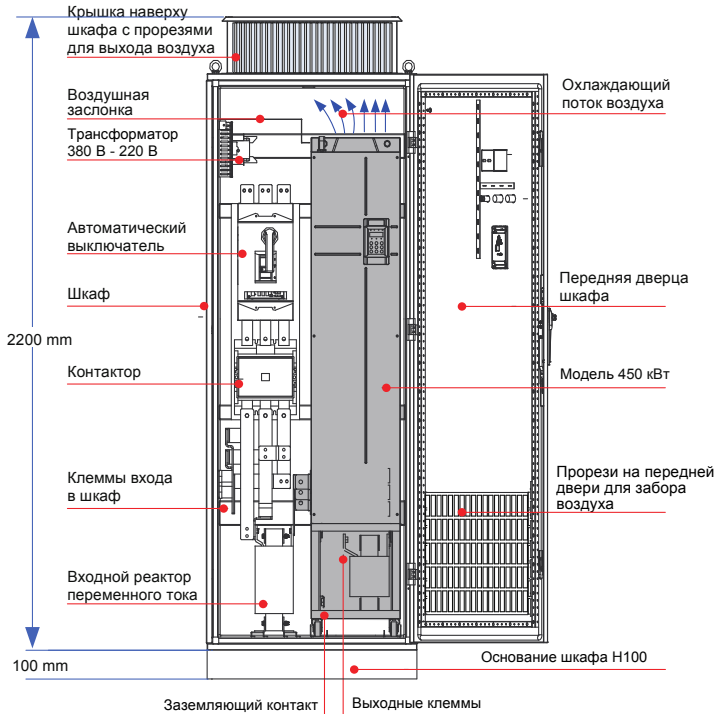 Крышка наверху
шкафа с прорезями
для выхода воздуха
Воздушная
заслонка
Трансформатор
380 В - 220 В
Автоматический
выключатель
Шкаф
2200 mm
Контактор
Клеммы входа
в шкаф
Входной реактор
переменного тока
100 mm
Заземляющий контакт
Выходные клеммы
Охлаждающий
поток воздуха
Передняя дверца
шкафа
Модель 450 кВт
Прорези на передней
двери для забора
воздуха
Основание шкафа H100